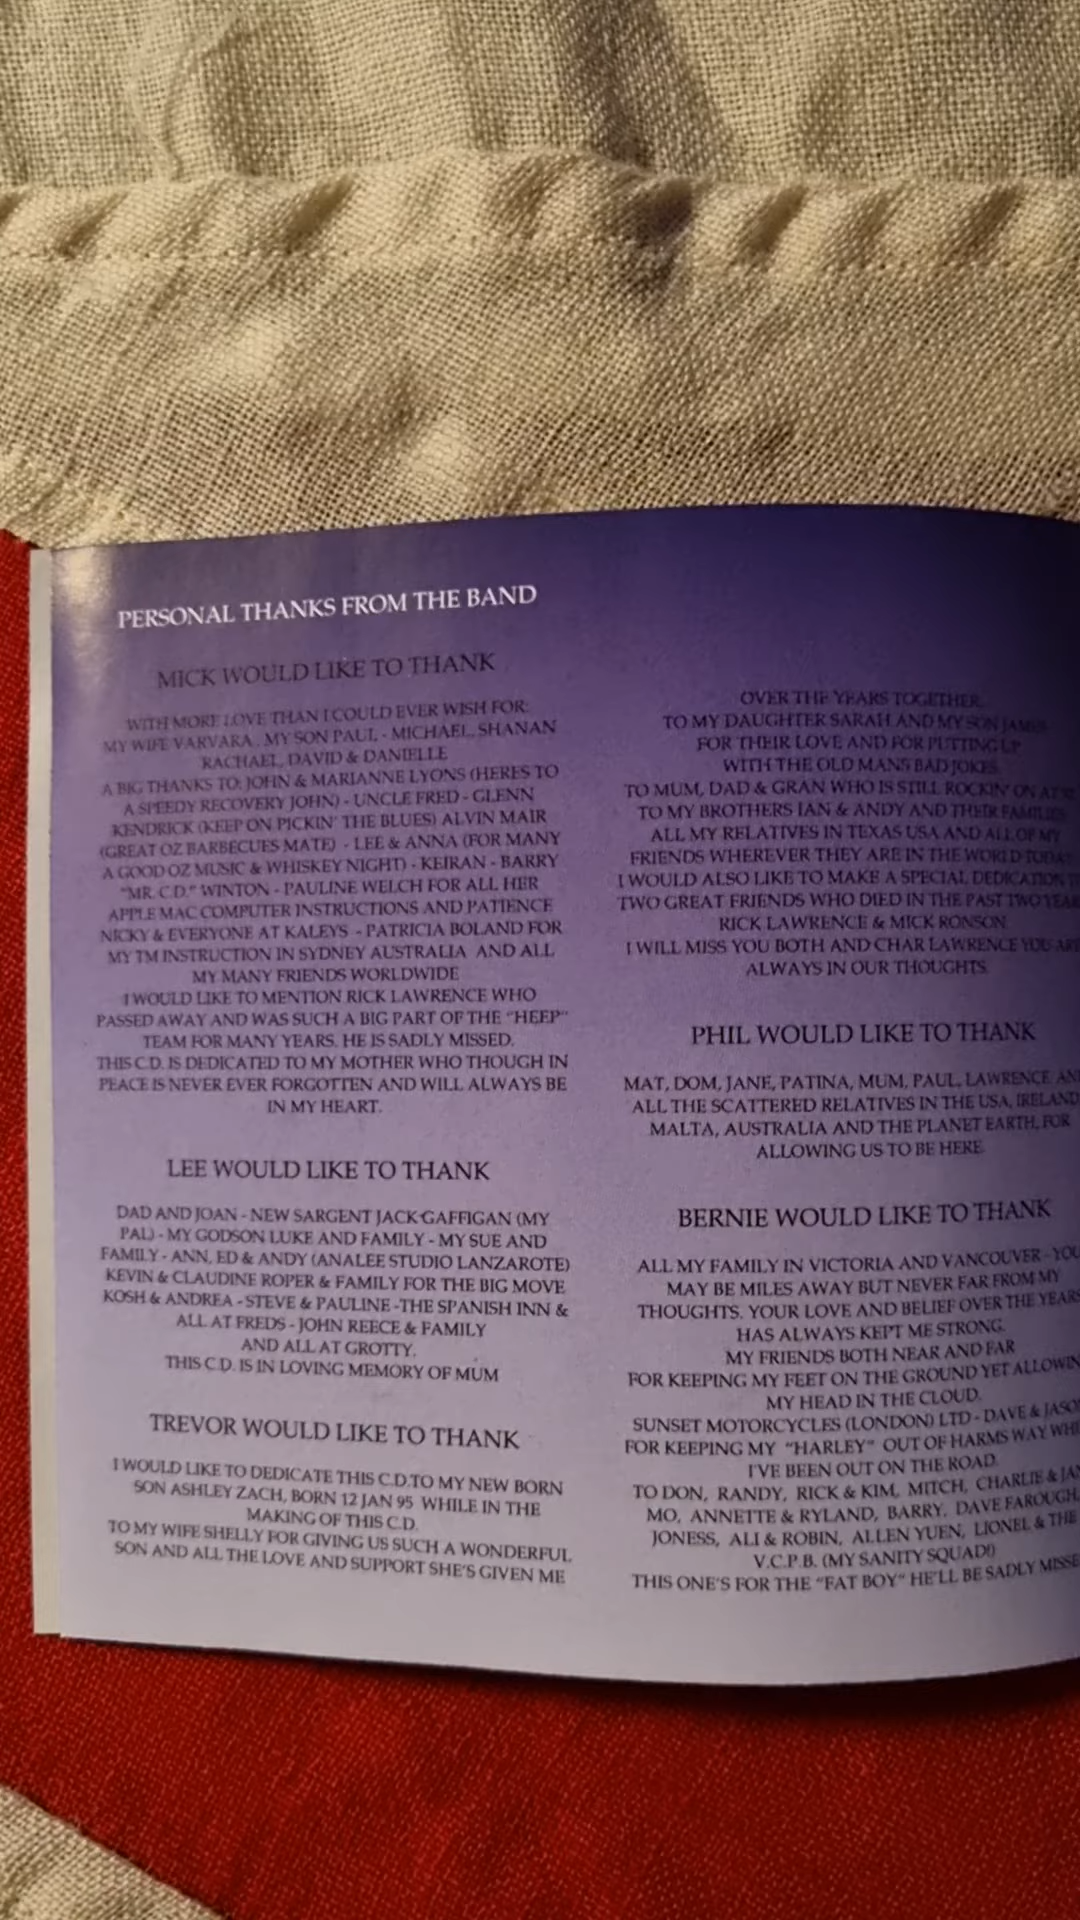 PERSONAL THANKS FROM THE BAND
MICK WOULD LIKE TO THANK
WITH MORE LOVE THAN I COULD EVER WISH FOR:
MY WIFE VARVARA , MY SON PAUL - MICHAEL, SHANAN
RACHAEL, DAVID & DANIELLE
A BIG THANKS TO: JOHN & MARIANNE LYONS (HERES TO
A SPEEDY RECOVERY JOHN) - UNCLE FRED - GLENN
KENDRICK (KEEP ON PICKIN' THE BLUES) ALVIN MAIR
(GREAT OZ BARBECUES MATE) - LEE & ANNA (FOR MANY
A GOOD OZ MUSIC & WHISKEY NIGHT) - KEIRAN - BARRY
"MR. C.D." WINTON - PAULINE WELCH FOR ALL HER
APPLE MAC COMPUTER INSTRUCTIONS AND PATIENCE
NICKY & EVERYONE AT KALEYS - PATRICIA BOLAND FOR
MY TM INSTRUCTION IN SYDNEY AUSTRALIA AND ALL
MY MANY FRIENDS WORLDWIDE
I WOULD LIKE TO MENTION RICK LAWRENCE WHO
PASSED AWAY AND WAS SUCH A BIG PART OF THE "HEEP"
TEAM FOR MANY YEARS. HE IS SADLY MISSED.
THIS C.D. IS DEDICATED TO MY MOTHER WHO THOUGH IN
PEACE IS NEVER EVER FORGOTTEN AND WILL ALWAYS BE
IN MY HEART.
LEE WOULD LIKE TO THANK
DAD AND JOAN - NEW SARGENT JACK GAFFIGAN (MY
PAL) - MY GODSON LUKE AND FAMILY - MY SUE AND
FAMILY - ANN, ED & ANDY (ANALEE STUDIO LANZAROTE)
KEVIN & CLAUDINE ROPER & FAMILY FOR THE BIG MOVE
KOSH & ANDREA - STEVE & PAULINE -THE SPANISH INN &
ALL AT FREDS - JOHN REECE & FAMILY
AND ALL AT GROTTY.
THIS C.D. IS IN LOVING MEMORY OF MUM
TREVOR WOULD LIKE TO THANK
I WOULD LIKE TO DEDICATE THIS C.D.TO MY NEW BORN
SON ASHLEY ZACH, BORN 12 JAN 95 WHILE IN THE
MAKING OF THIS C.D.
TO MY WIFE SHELLY FOR GIVING US SUCH A WONDERFUL
SON AND ALL THE LOVE AND SUPPORT SHE'S GIVEN ME
OVER THE YEARS TOGETHER.
TO MY DAUGHTER SARAH AND MY SON JAMES
FOR THEIR LOVE AND FOR PUTTING UP
WITH THE OLD MANS BAD JOKES.
TO MUM, DAD & GRAN WHO IS STILL ROCKIN' ON AT
TO MY BROTHERS IAN & ANDY AND THEIR FAMILIES
ALL MY RELATIVES IN TEXAS USA AND ALL OF MY
FRIENDS WHEREVER THEY ARE IN THE WORLD TODAY
I WOULD ALSO LIKE TO MAKE A SPECIAL DEDICATION
TWO GREAT FRIENDS WHO DIED IN THE PAST TWO
RICK LAWRENCE & MICK RONSON
I WILL MISS YOU BOTH AND CHAR LAWRENCE YOU
ALWAYS IN OUR THOUGHTS.
PHIL WOULD LIKE TO THANK
MAT, DOM, JANE, PATINA, MUM, PAUL, LAWRENCE
ALL THE SCATTERED RELATIVES IN THE USA, IRELAND
MALTA, AUSTRALIA AND THE PLANET EARTH, FOR
ALLOWING US TO BE HERE.
BERNIE WOULD LIKE TO THANK
ALL MY FAMILY IN VICTORIA AND VANCOUVER - YOU
MAY BE MILES AWAY BUT NEVER FAR FROM MY
THOUGHTS. YOUR LOVE AND BELIEF OVER THE YEARS
HAS ALWAYS KEPT ME STRONG.
MY FRIENDS BOTH NEAR AND FAR
FOR KEEPING MY FEET ON THE GROUND YET
MY HEAD IN THE CLOUD.
SUNSET MOTORCYCLES (LONDON) LTD - DAVE &
FOR KEEPING MY "HARLEY" OUT OF HARMS WAY
I'VE BEEN OUT ON THE ROAD.
TO DON, RANDY, RICK & KIM, MITCH, CHARLIE &
MO, ANNETTE & RYLAND, BARRY, DAVE
JONESS, ALI & ROBIN, ALLEN YUEN, LIONEL & THE
V.C.P.B. (MY SANITY SQUAD!)
THIS ONE'S FOR THE "FAT BOY" HE'LL BE SADLY